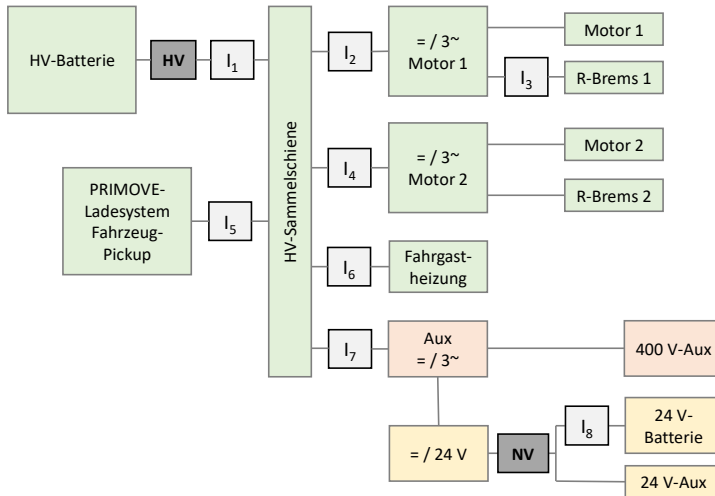 HV-Batterie
HV
I₁
I₂
= / 3~
Motor 1
Motor 1
I₃
R-Brems 1
HV-Sammelschiene
I₄
= / 3~
Motor 2
Motor 2
R-Brems 2
PRIMOVE-
Ladesystem
Fahrzeug-
Pickup
I₅
I₆
Fahrgast-
heizung
I₇
Aux
= / 3~
400 V-Aux
= / 24 V
NV
I₈
24 V-
Batterie
24 V-Aux